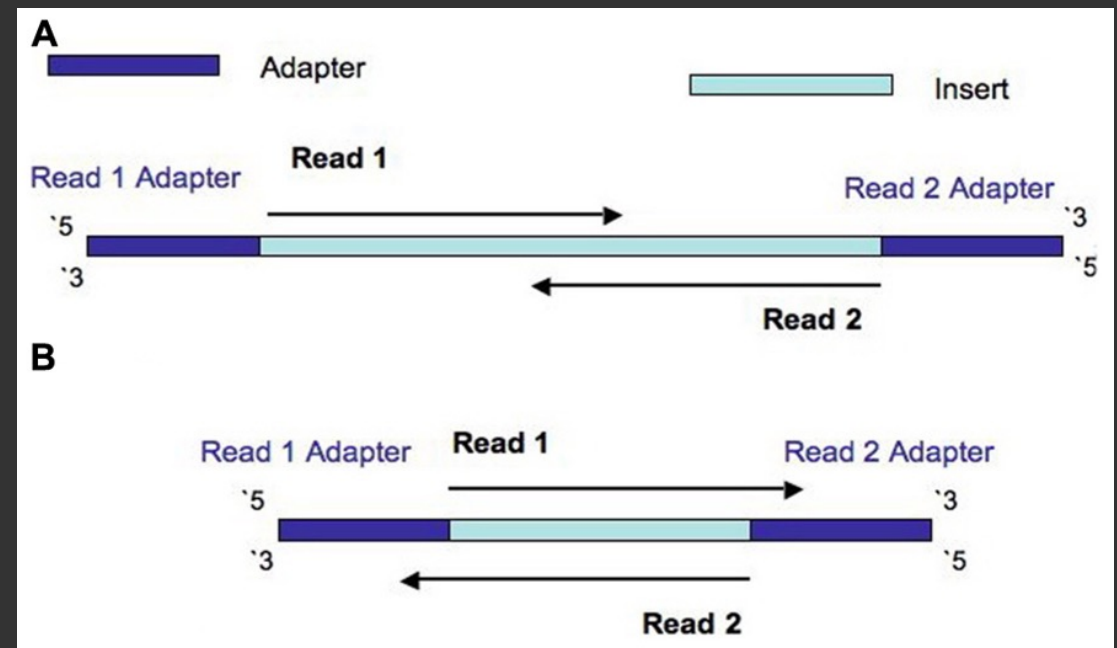 A
Adapter
Insert
Read 1
Read 1 Adapter
Read 2 Adapter
`5
`3
`3
`5
Read 2
B
Read 1 Adapter
Read 1
Read 2 Adapter
`5
`3
`3
`5
Read 2